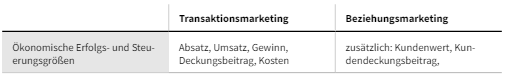 Transaktionsmarketing Beziehungsmarketing
Ökonomische Erfolgs- und Steu- Absatz, Umsatz, Gewinn, zusätzlich: Kundenwert, Kun-
erungsgrößen Deckungsbeitrag, Kosten dendeckungsbeitrag,